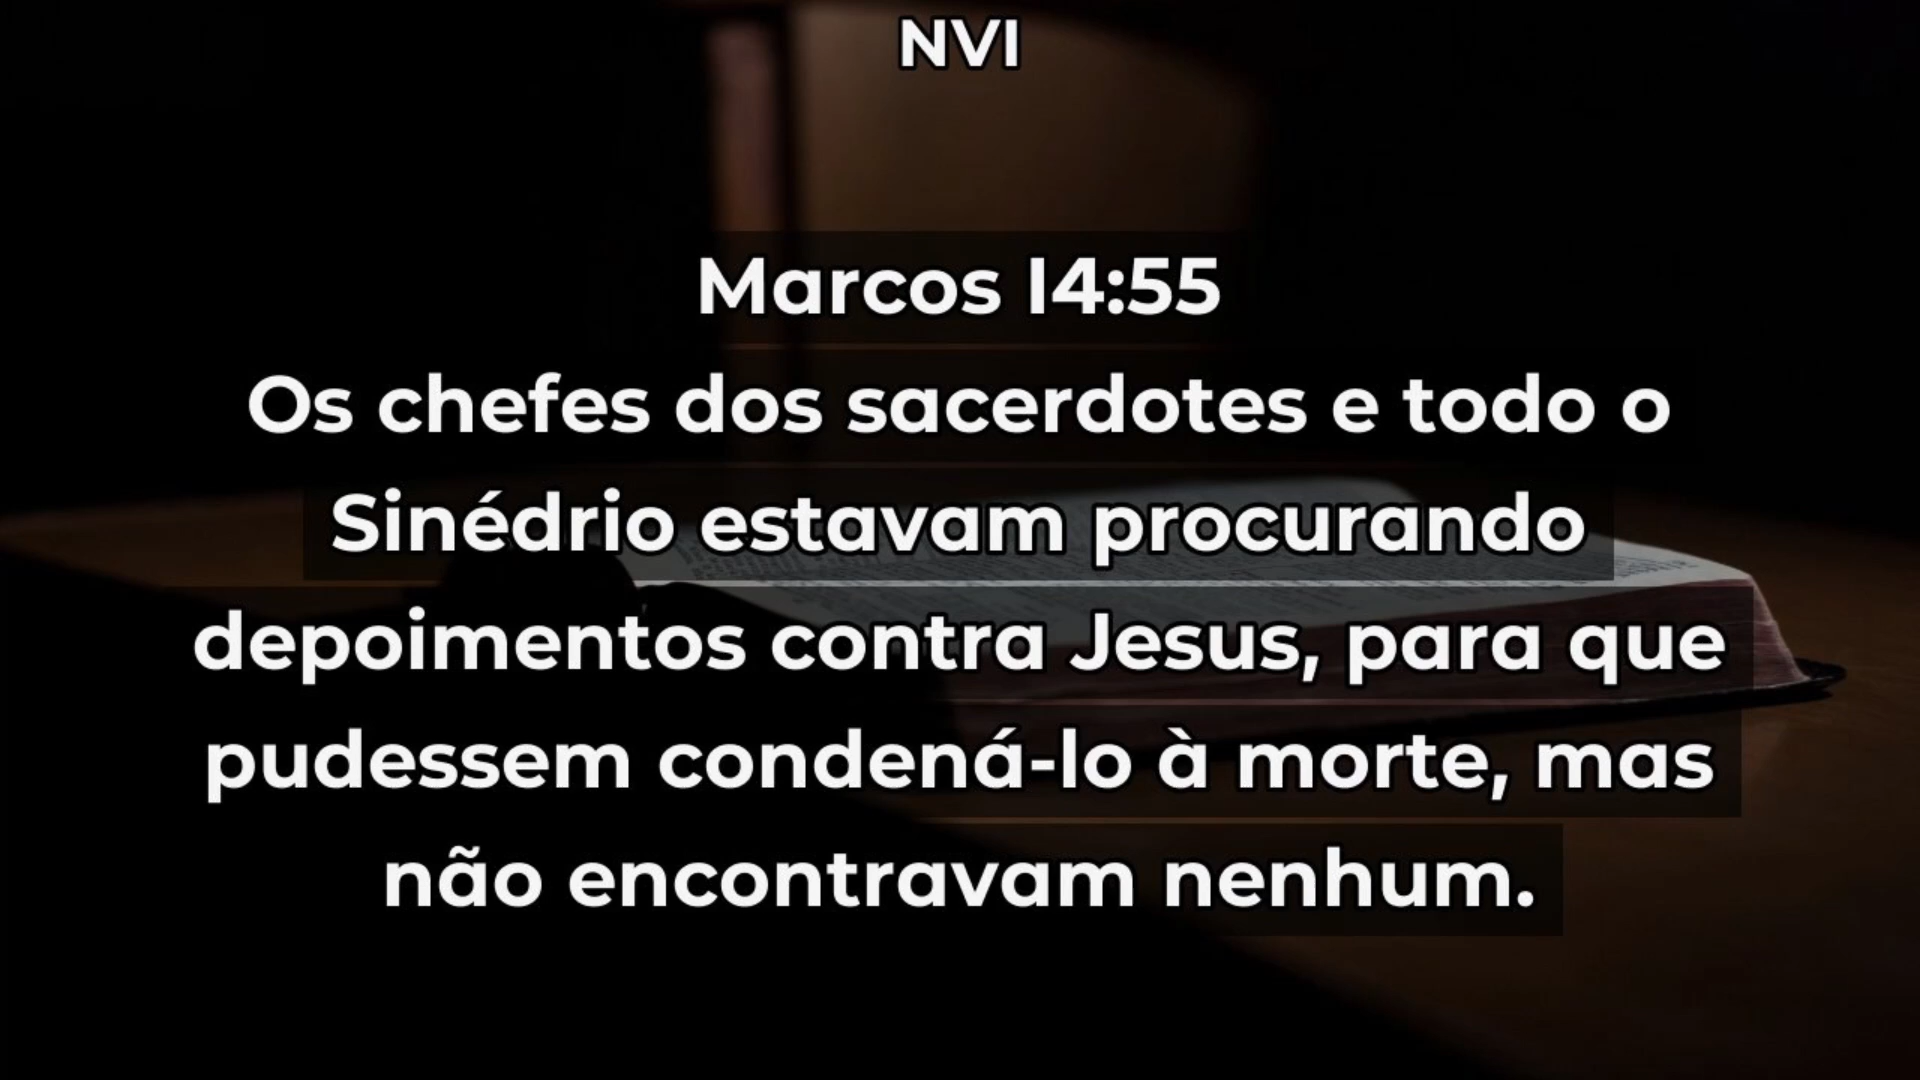 NVI
Marcos 14:55
Os chefes dos sacerdotes e todo o
Sinédrio estavam procurando
depoimentos contra Jesus, para que
pudessem condená-lo à morte, mas
não encontravam nenhum.